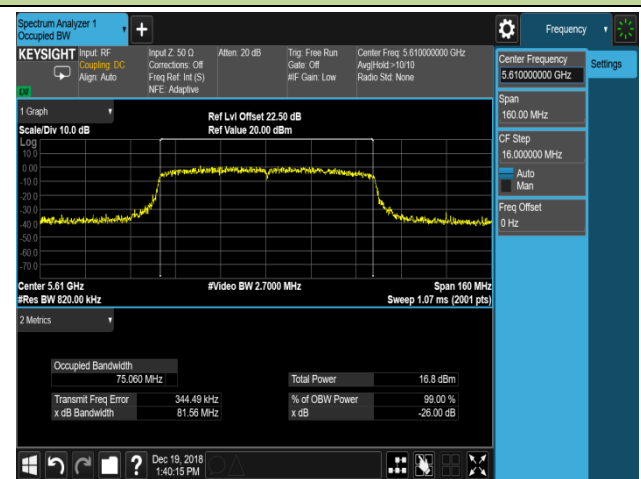 Spectrum Analyzer 1
Occupied BW
+
Frequency
KEYSIGHT
Input: RF
Coupling: DC
Align: Auto
Input Z: 50 Ω
Corrections: Off
Freq Ref: Int (S)
NFE: Adaptive
Atten: 20 dB
Trig: Free Run
Gate: Off
#IF Gain: Low
Center Freq: 5.610000000 GHz
Avg|Hold:>10/10
Radio Std: None
LV
1 Graph
Scale/Div 10.0 dB
Ref Lvl Offset 22.50 dB
Ref Value 20.00 dBm
Log
10.0
0.00
-10.0
-20.0
-30.0
-40.0
-50.0
-60.0
-70.0
Center 5.61 GHz
#Res BW 820.00 kHz
#Video BW 2.7000 MHz
Span 160 MHz
Sweep 1.07 ms (2001 pts)
2 Metrics
Occupied Bandwidth
75.060 MHz
Transmit Freq Error 344.49 kHz
x dB Bandwidth 81.56 MHz
Total Power 16.8 dBm
% of OBW Power 99.00 %
x dB -26.00 dB
Center Frequency
5.610000000 GHz
Settings
Span
160.00 MHz
CF Step
16.000000 MHz
Auto
Man
Freq Offset
0 Hz
?
Dec 19, 2018
1:40:15 PM